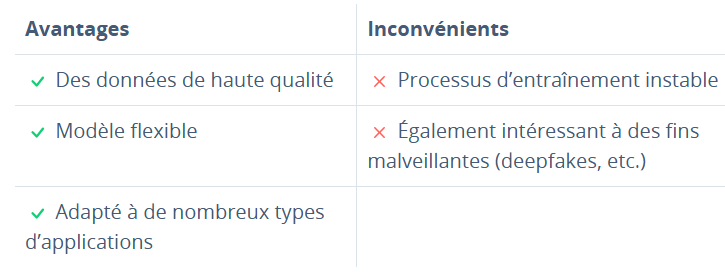 Avantages
Inconvénients
✓ Des données de haute qualité
✕ Processus d’entraînement instable
✓ Modèle flexible
✕ Également intéressant à des fins
malveillantes (deepfakes, etc.)
✓ Adapté à de nombreux types
d’applications